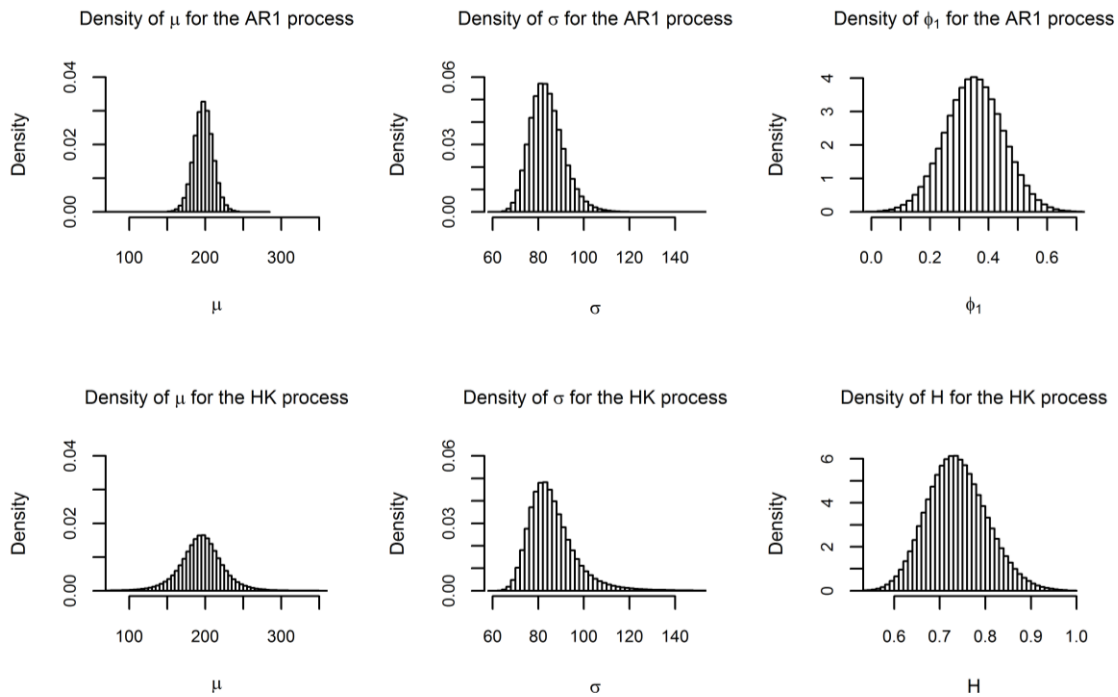 Density of μ for the AR1 process
Density
0.00 0.02 0.04
100 200 300
μ
Density of σ for the AR1 process
Density
0.00 0.03 0.06
60 80 100 120 140
σ
Density of ϕ₁ for the AR1 process
Density
0 1 2 3 4
0.0 0.2 0.4 0.6
ϕ₁
Density of μ for the HK process
Density
0.00 0.02 0.04
100 200 300
μ
Density of σ for the HK process
Density
0.00 0.03 0.06
60 80 100 120 140
σ
Density of H for the HK process
Density
0 2 4 6
0.6 0.7 0.8 0.9 1.0
H